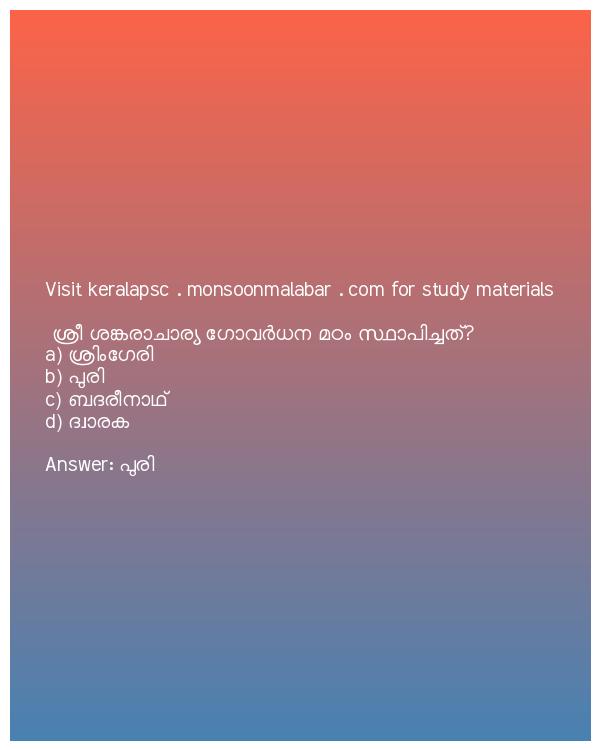 Visit keralapsc . monsoonmalabar . com for study materials
ശ്രീ ശങ്കരാചാര്യ ഗോവർധന മഠം സ്ഥാപിച്ചത്?
a) ശ്രിംഗേരി
b) പുരി
c) ബദരീനാഥ്
d) ദ്വാരക
Answer: പുരി